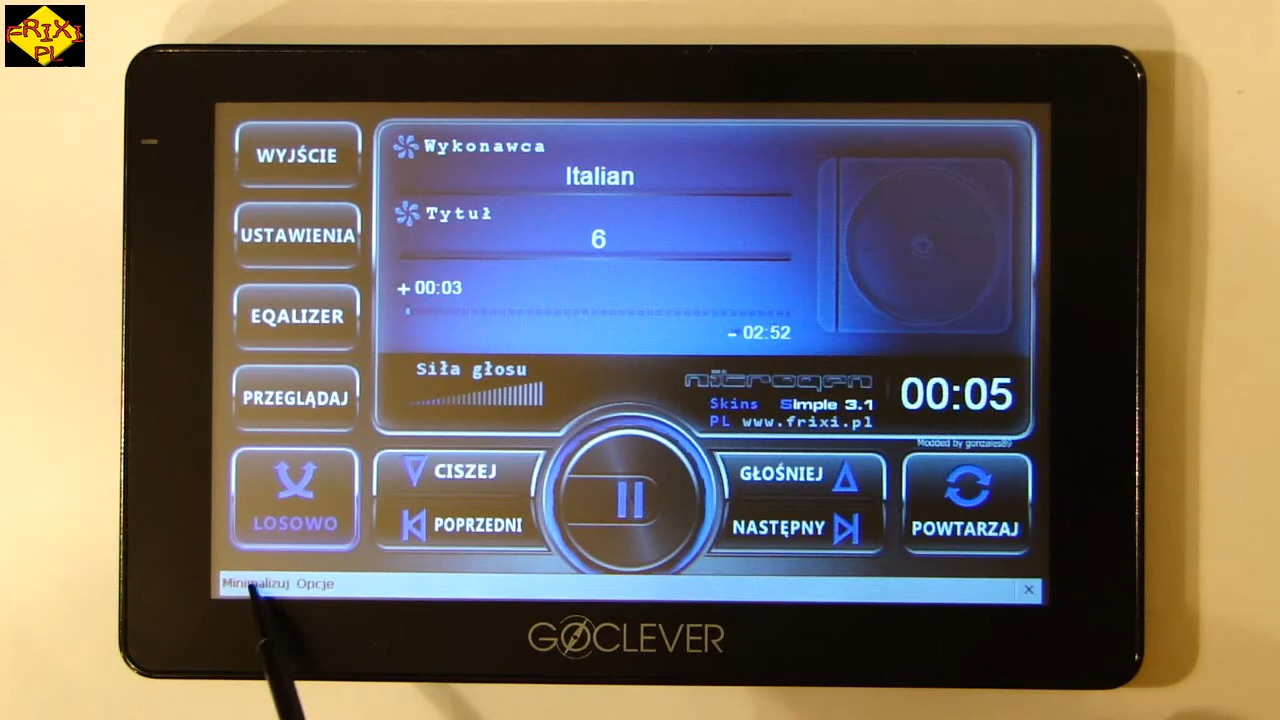 FRiXi
PL
WYJŚCIE
USTAWIENIA
EQALIZER
PRZEGLĄDAJ
LOSOWO
Wykonawca
Italian
Tytuł
6
+ 00:03
- 02:52
Siła głosu
nitrogen
Skins Simple 3.1
PL www.frixi.pl
00:05
Modded by gonzales89
CISZEJ
POPRZEDNI
GŁOŚNIEJ
NASTĘPNY
POWTARZAJ
Minimalizuj Opcje
×
GOCLEVER